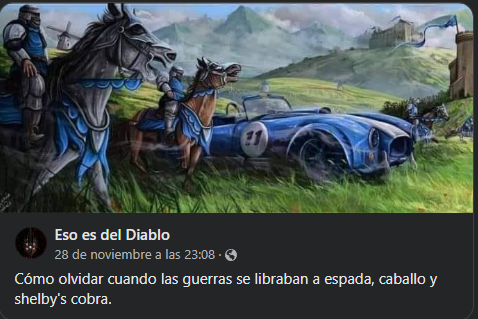 21
Eso es del Diablo
28 de noviembre a las 23:08 ·
Cómo olvidar cuando las guerras se libraban a espada, caballo y
shelby's cobra.